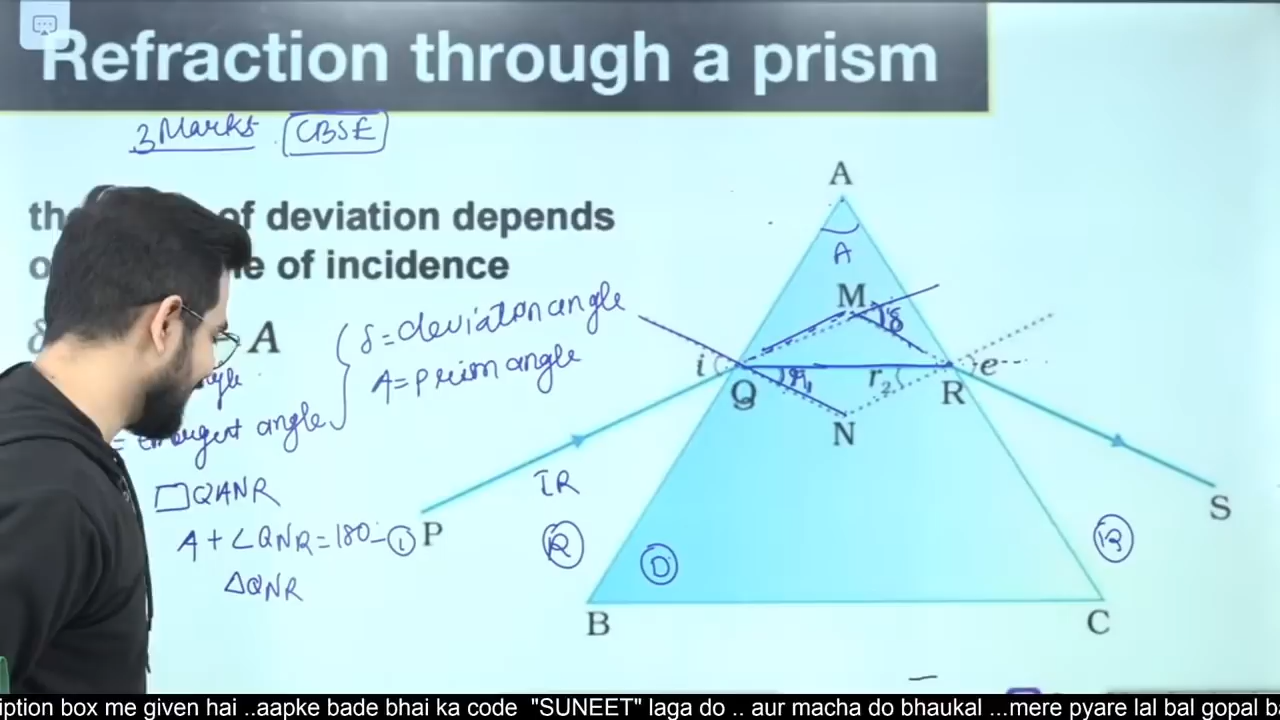 Refraction through a prism
3 Marks CBSE
of deviation depends
of incidence
δ A
δ = deviation angle
A = prism angle
= emergent angle
□QANR
A + ∠QNR = 180 - ①
ΔQNR
A
A
M
δ
i
Q
r₁
r₂
R
e
N
P
IR
R
D
R
S
B
C
box me given hai ..aapke bade bhai ka code "SUNEET" laga do .. aur macha do bhaukal ...mere pyare lal bal gopal